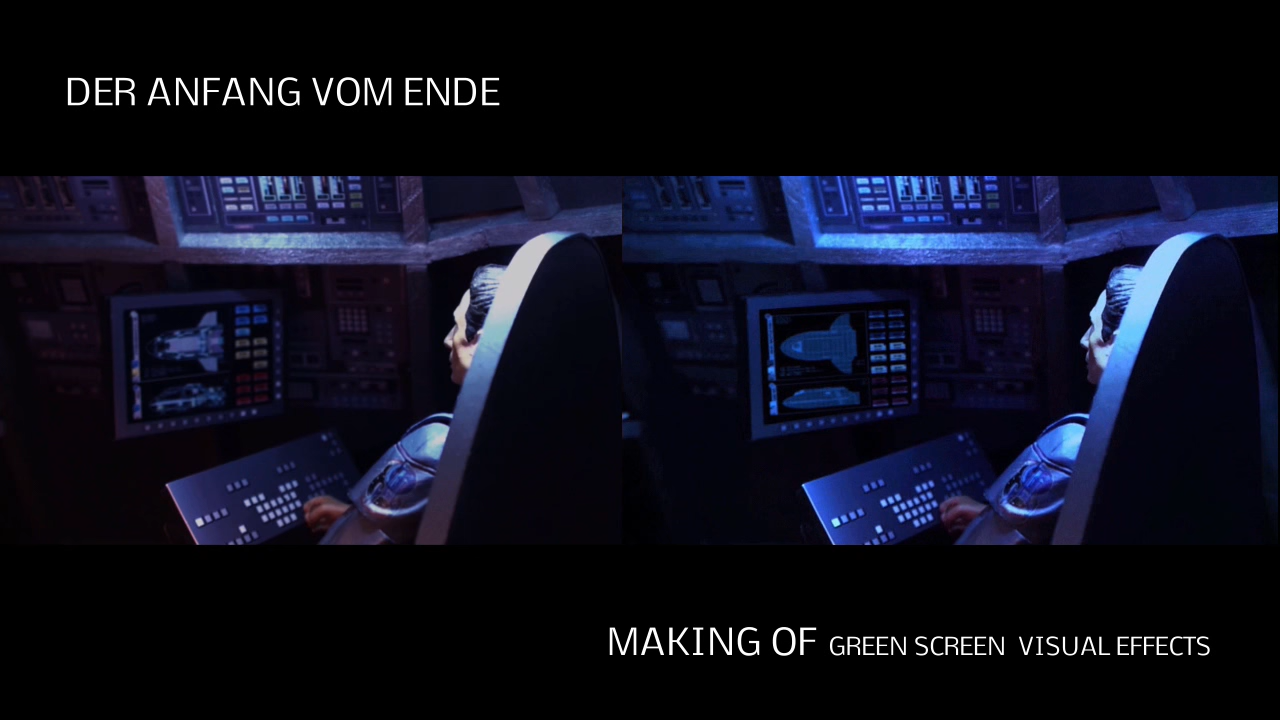 DER ANFANG VOM ENDE
MAKING OF GREEN SCREEN VISUAL EFFECTS